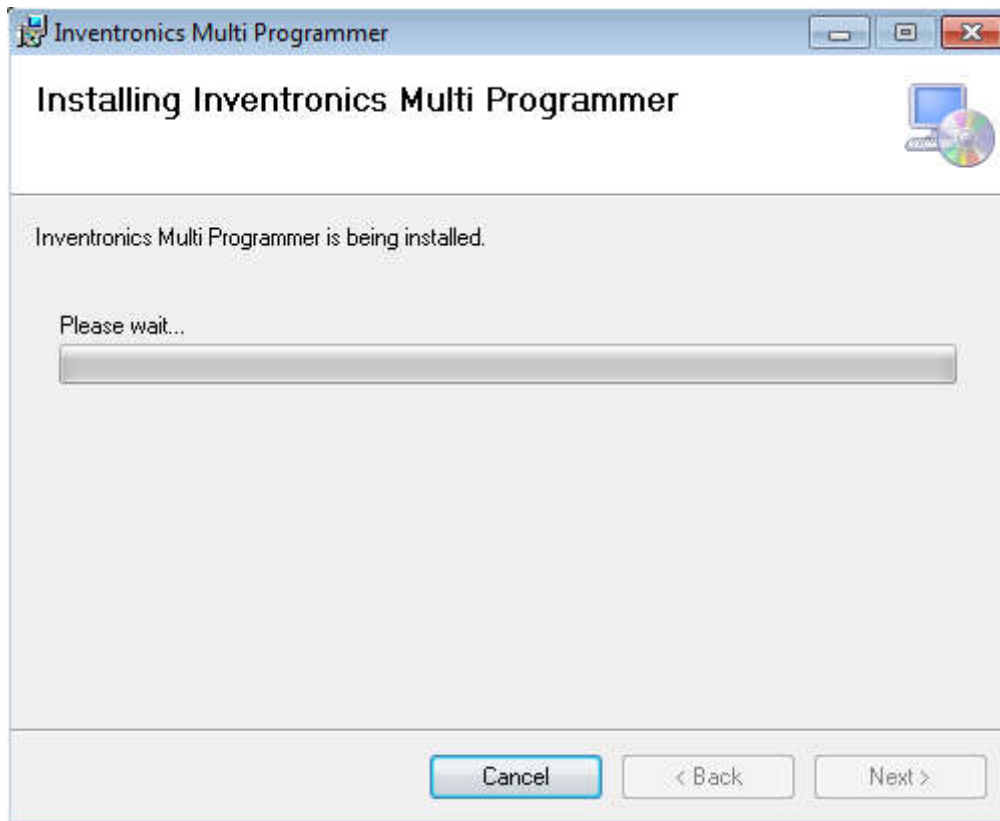 Inventronics Multi Programmer
Installing Inventronics Multi Programmer
Inventronics Multi Programmer is being installed.
Please wait...
Cancel
< Back
Next >